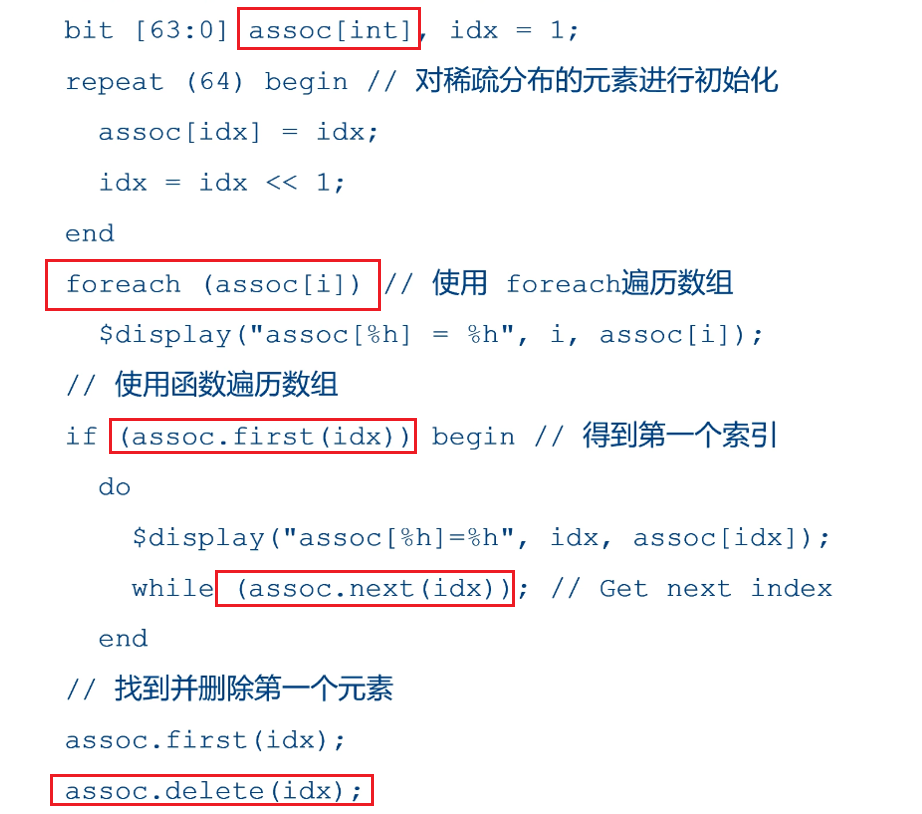 bit [63:0] assoc[int], idx = 1;
repeat (64) begin // 对稀疏分布的元素进行初始化
assoc[idx] = idx;
idx = idx << 1;
end
foreach (assoc[i]) // 使用 foreach遍历数组
$display("assoc[%h] = %h", i, assoc[i]);
// 使用函数遍历数组
if (assoc.first(idx)) begin // 得到第一个索引
do
$display("assoc[%h]=%h", idx, assoc[idx]);
while (assoc.next(idx)); // Get next index
end
// 找到并删除第一个元素
assoc.first(idx);
assoc.delete(idx);